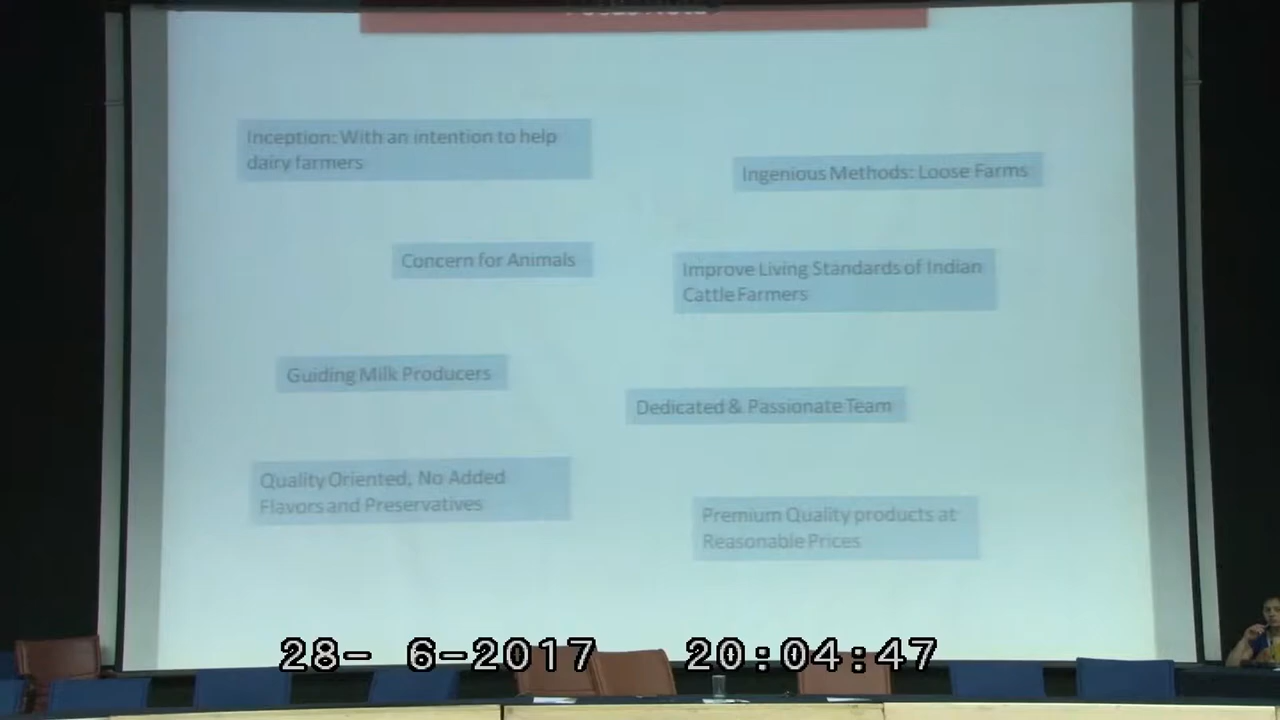 Inception: With an intention to help
dairy farmers
Ingenious Methods: Loose Farms
Concern for Animals
Improve Living Standards of Indian
Cattle Farmers
Guiding Milk Producers
Dedicated & Passionate Team
Quality Oriented, No Added
Flavors and Preservatives
Premium Quality products at
Reasonable Prices
28- 6-2017 20:04:47